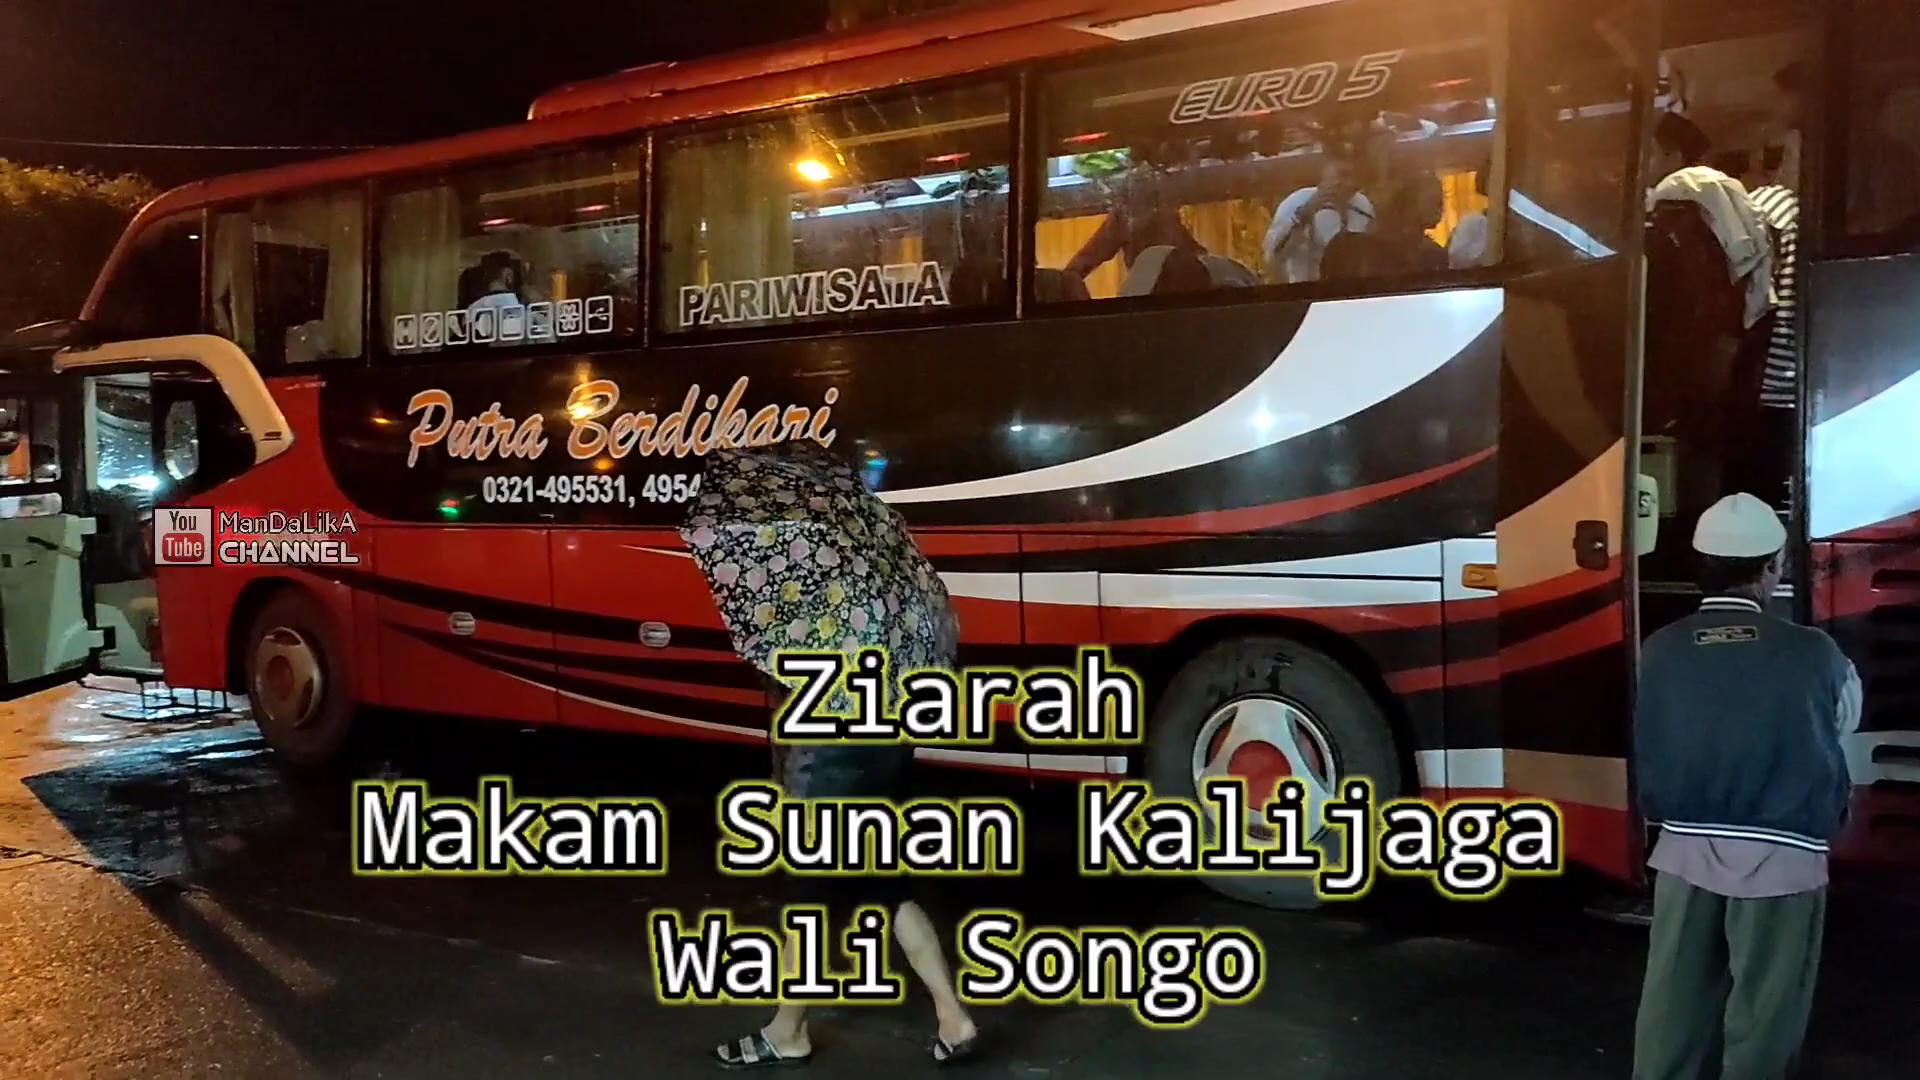 EURO 5
PARIWISATA
Putra Berdikari
0321-495531, 4954
You
Tube
ManDaLikA
CHANNEL
Ziarah
Makam Sunan Kalijaga
Wali Songo